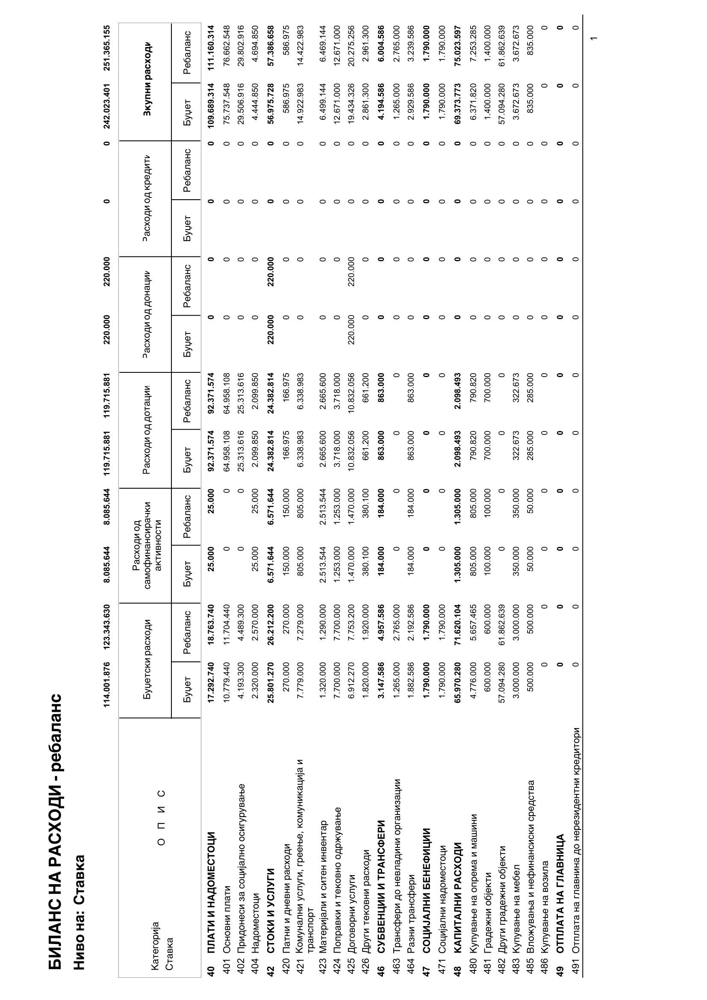 БИЛАНС НА РАСХОДИ - ребаланс
Ниво на: Ставка
114.001.876 123.343.630 8.085.644 8.085.644 119.715.881 119.715.881 220.000 220.000 0 0 242.023.401 251.365.155
Категорија
Ставка
О П И С
Буџетски расходи
Расходи од
самофинансирачки
активности
Расходи од дотации
Расходи од донации
Расходи од кредити
Вкупни расходи
Буџет Ребаланс Буџет Ребаланс Буџет Ребаланс Буџет Ребаланс Буџет Ребаланс Буџет Ребаланс
40 ПЛАТИ И НАДОМЕСТОЦИ 17.292.740 18.763.740 25.000 25.000 92.371.574 92.371.574 0 0 0 0 109.689.314 111.160.314
401 Основни плати 10.779.440 11.704.440 0 0 64.958.108 64.958.108 0 0 0 0 75.737.548 76.662.548
402 Придонеси за социјално осигурување 4.193.300 4.489.300 0 0 25.313.616 25.313.616 0 0 0 0 29.506.916 29.802.916
404 Надоместоци 2.320.000 2.570.000 25.000 25.000 2.099.850 2.099.850 0 0 0 0 4.444.850 4.694.850
42 СТОКИ И УСЛУГИ 25.801.270 26.212.200 6.571.644 6.571.644 24.382.814 24.382.814 220.000 220.000 0 0 56.975.728 57.386.658
420 Патни и дневни расходи 270.000 270.000 150.000 150.000 166.975 166.975 0 0 0 0 586.975 586.975
421 Комунални услуги, греење, комуникација и 7.779.000 7.279.000 805.000 805.000 6.338.983 6.338.983 0 0 0 0 14.922.983 14.422.983
транспорт
423 Материјали и ситен инвентар 1.320.000 1.290.000 2.513.544 2.513.544 2.665.600 2.665.600 0 0 0 0 6.499.144 6.469.144
424 Поправки и тековно одржување 7.700.000 7.700.000 1.253.000 1.253.000 3.718.000 3.718.000 0 0 0 0 12.671.000 12.671.000
425 Договорни услуги 6.912.270 7.753.200 1.470.000 1.470.000 10.832.056 10.832.056 220.000 220.000 0 0 19.434.326 20.275.256
426 Други тековни расходи 1.820.000 1.920.000 380.100 380.100 661.200 661.200 0 0 0 0 2.861.300 2.961.300
46 СУБВЕНЦИИ И ТРАНСФЕРИ 3.147.586 4.957.586 184.000 184.000 863.000 863.000 0 0 0 0 4.194.586 6.004.586
463 Трансфери до невладини организации 1.265.000 2.765.000 0 0 0 0 0 0 0 0 1.265.000 2.765.000
464 Разни трансфери 1.882.586 2.192.586 184.000 184.000 863.000 863.000 0 0 0 0 2.929.586 3.239.586
47 СОЦИЈАЛНИ БЕНЕФИЦИИ 1.790.000 1.790.000 0 0 0 0 0 0 0 0 1.790.000 1.790.000
471 Социјални надоместоци 1.790.000 1.790.000 0 0 0 0 0 0 0 0 1.790.000 1.790.000
48 КАПИТАЛНИ РАСХОДИ 65.970.280 71.620.104 1.305.000 1.305.000 2.098.493 2.098.493 0 0 0 0 69.373.773 75.023.597
480 Купување на опрема и машини 4.776.000 5.657.465 805.000 805.000 790.820 790.820 0 0 0 0 6.371.820 7.253.285
481 Градежни објекти 600.000 600.000 100.000 100.000 700.000 700.000 0 0 0 0 1.400.000 1.400.000
482 Други градежни објекти 57.094.280 61.862.639 0 0 0 0 0 0 0 0 57.094.280 61.862.639
483 Купување на мебел 3.000.000 3.000.000 350.000 350.000 322.673 322.673 0 0 0 0 3.672.673 3.672.673
485 Вложувања и нефинансиски средства 500.000 500.000 50.000 50.000 285.000 285.000 0 0 0 0 835.000 835.000
486 Купување на возила 0 0 0 0 0 0 0 0 0 0 0 0
49 ОТПЛАТА НА ГЛАВНИЦА 0 0 0 0 0 0 0 0 0 0 0 0
491 Отплата на главнина до нерезидентни кредитори 0 0 0 0 0 0 0 0 0 0 0 0
1